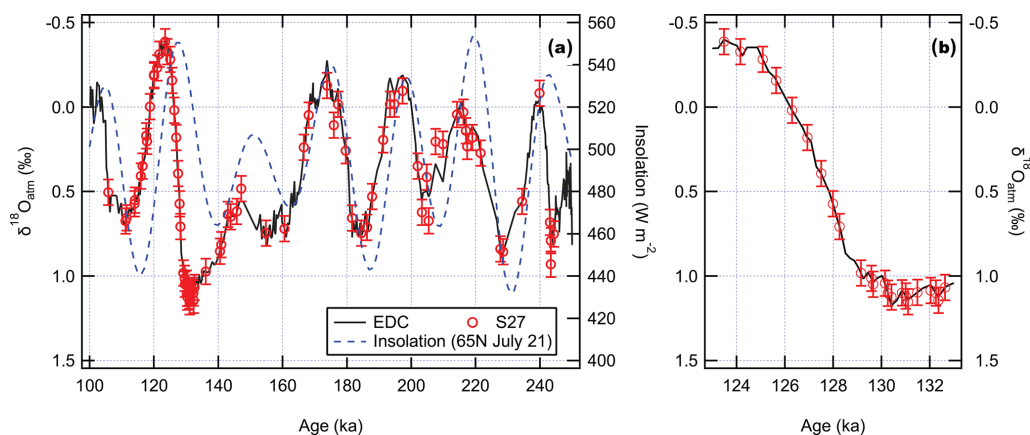 -0.5
0.0
0.5
1.0
1.5
δ18Oatm (‰)
100 120 140 160 180 200 220 240
Age (ka)
560
540
520
500
480
460
440
420
400
Insolation (W m-2)
(a)
EDC S27
Insolation (65N July 21)
-0.5
0.0
0.5
1.0
1.5
124 126 128 130 132
Age (ka)
-0.5
0.0
0.5
1.0
1.5
δ18Oatm (‰)
(b)